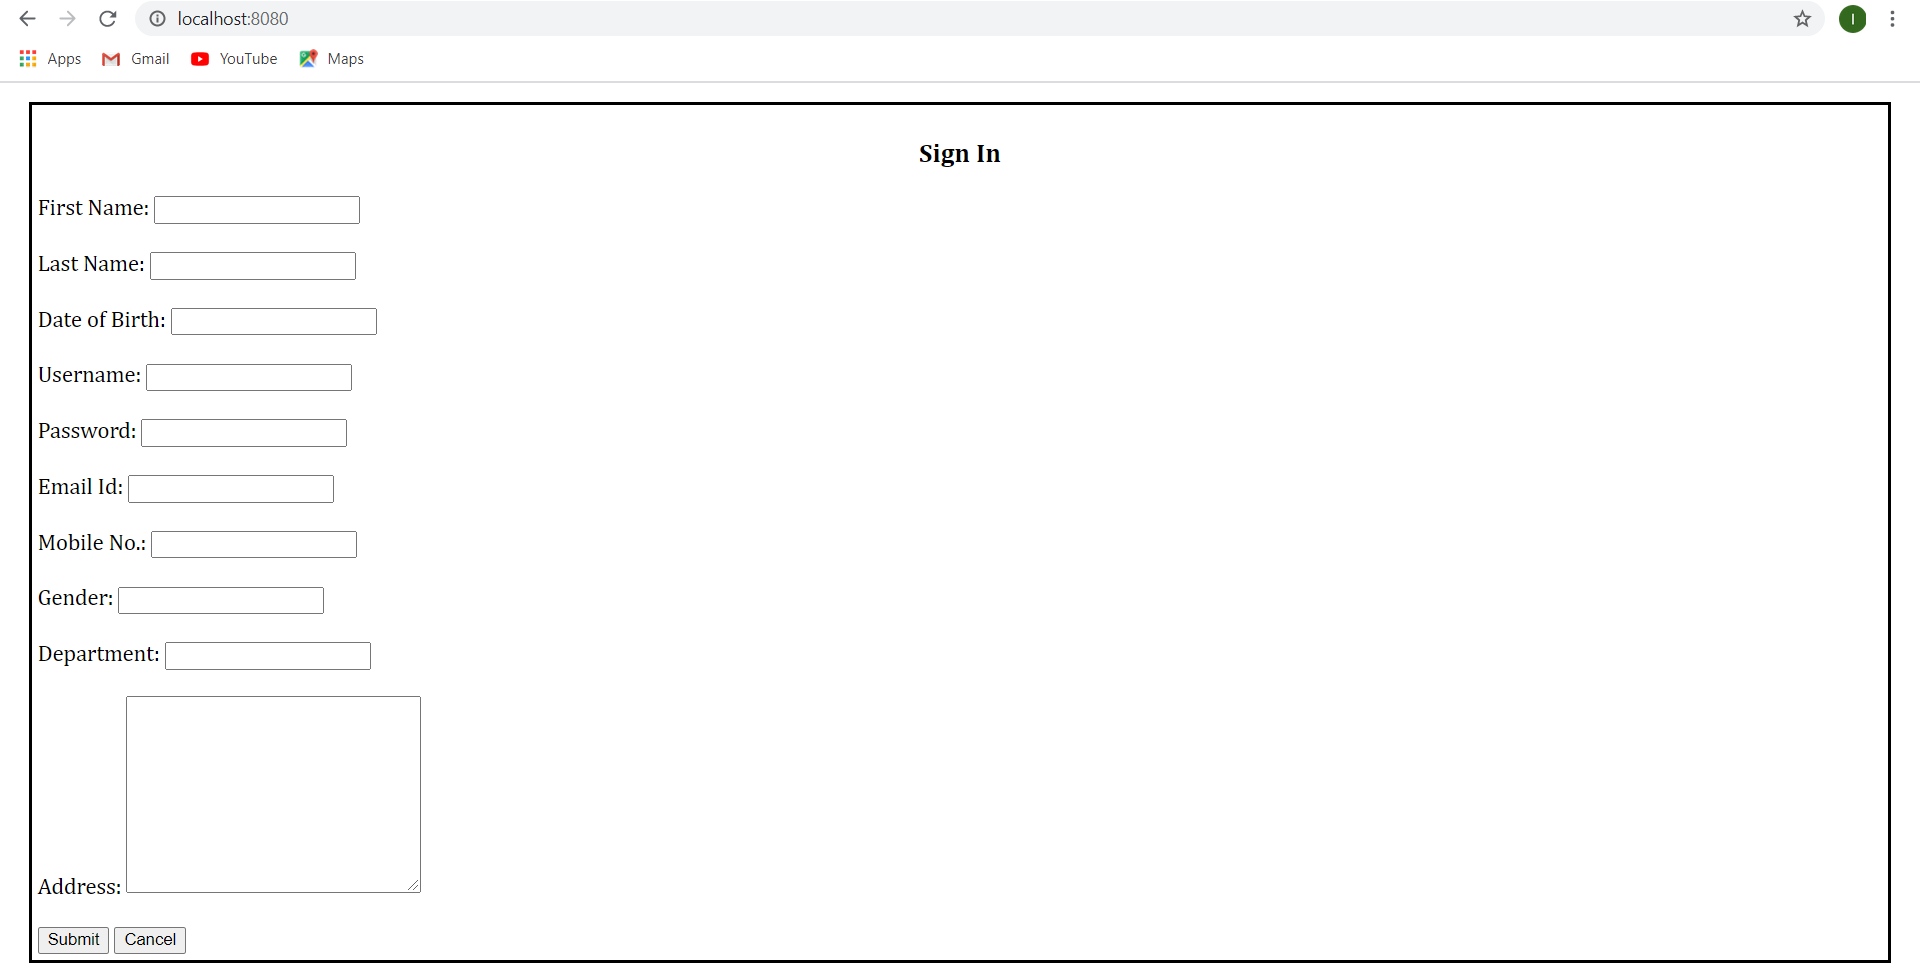 localhost:8080
I
Apps Gmail YouTube Maps
Sign In
First Name:
Last Name:
Date of Birth:
Username:
Password:
Email Id:
Mobile No.:
Gender:
Department:
Address:
Submit Cancel